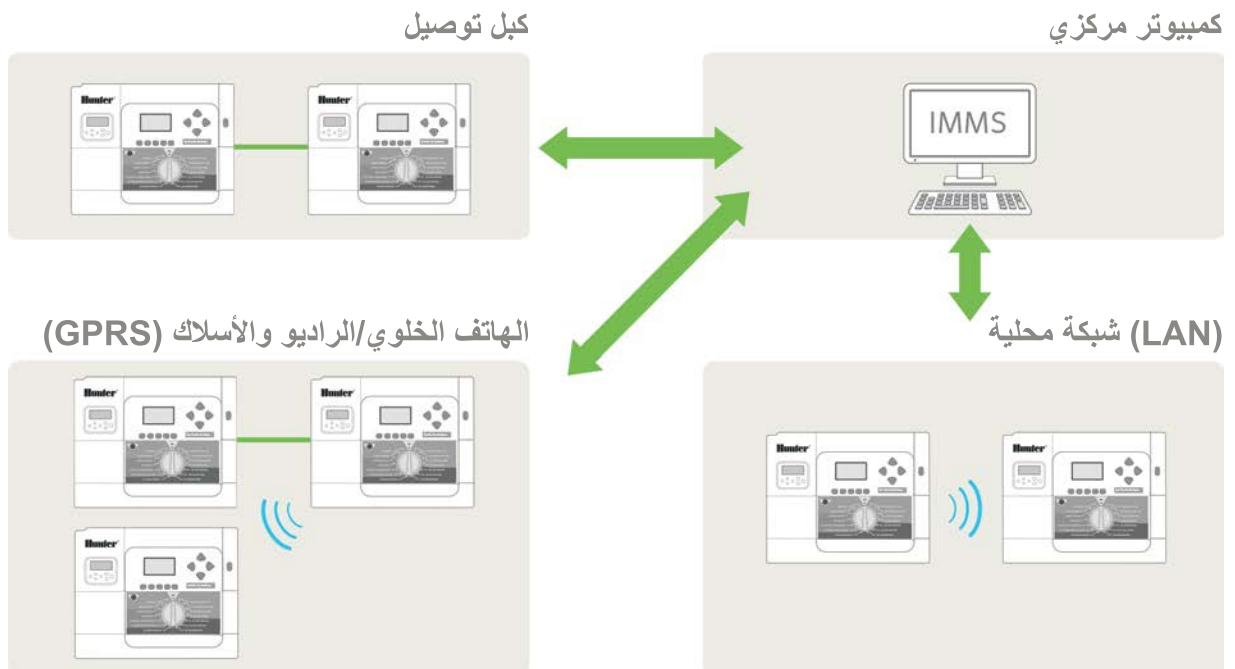 كمبيوتر مركزي
كبل توصيل
Hunter
Hunter
IMMS
(LAN) شبكة محلية
الهاتف الخلوي/الراديو والأسلاك (GPRS)
Hunter
Hunter
Hunter
Hunter
Hunter